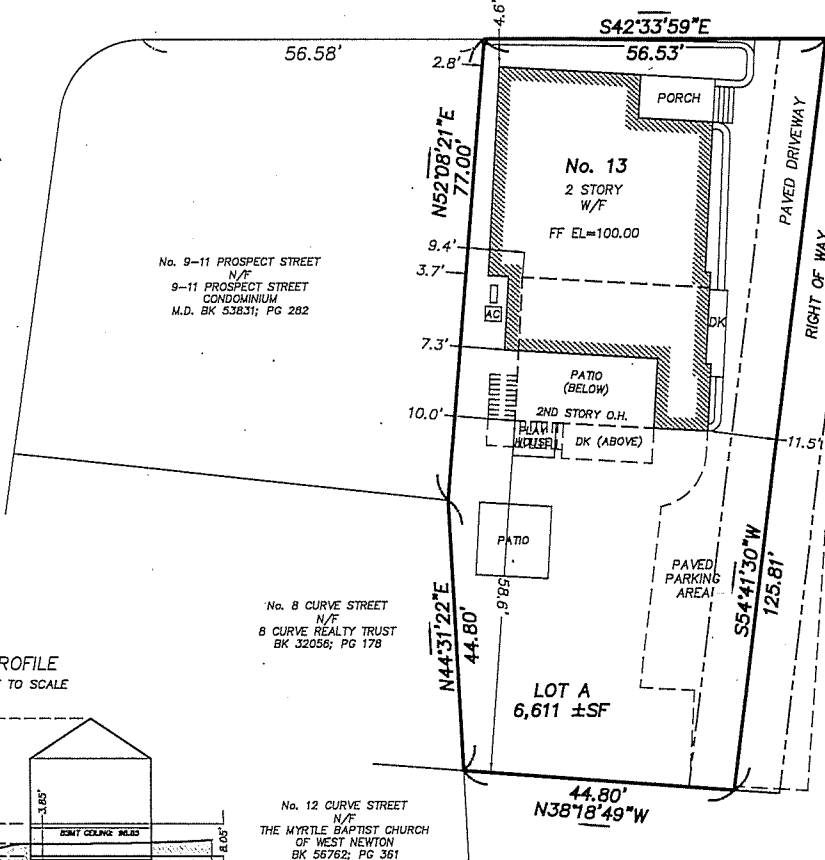 4.6'
S42°33'59"E
56.58'
56.53'
2.8'
PORCH
N52°08'21"E
77.00'
No. 13
2 STORY
W/F
FF EL=100.00
PAVED DRIVEWAY
RIGHT OF WAY
9.4'
3.7'
No. 9-11 PROSPECT STREET
N/F
9-11 PROSPECT STREET
CONDOMINIUM
M.D. BK 53831; PG 282
AC
DK
7.3'
PATIO
(BELOW)
10.0'
2ND STORY O.H.
PLAY
HOUSE
DK (ABOVE)
11.5'
PATIO
PAVED
PARKING
AREA
S54°41'30"W
125.81'
58.6'
No. 8 CURVE STREET
N/F
8 CURVE REALTY TRUST
BK 32056; PG 178
N44°31'22"E
44.80'
ROFILE
TO SCALE
LOT A
6,611 ±SF
44.80'
N38°18'49"W
3.85'
BSMT CEILING: 98.83
8.05'
No. 12 CURVE STREET
N/F
THE MYRTLE BAPTIST CHURCH
OF WEST NEWTON
BK 56762; PG 361